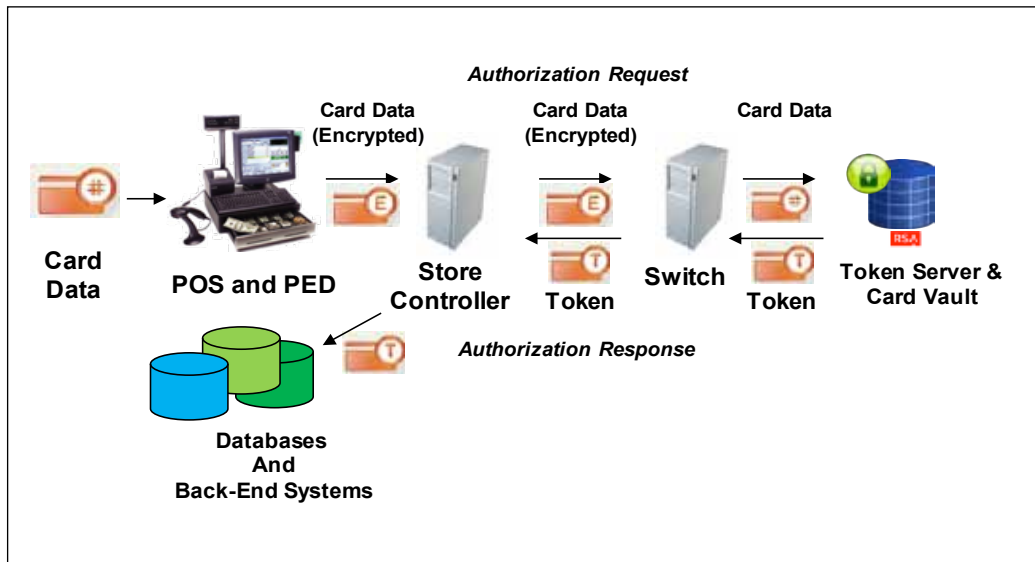 Authorization Request
Card Data
(Encrypted)
Card Data
(Encrypted)
Card Data
#
E
E
#
RSA
T
T
Card
Data
POS and PED
Store
Controller
Token
Switch
Token
Token Server &
Card Vault
T
Authorization Response
Databases
And
Back-End Systems